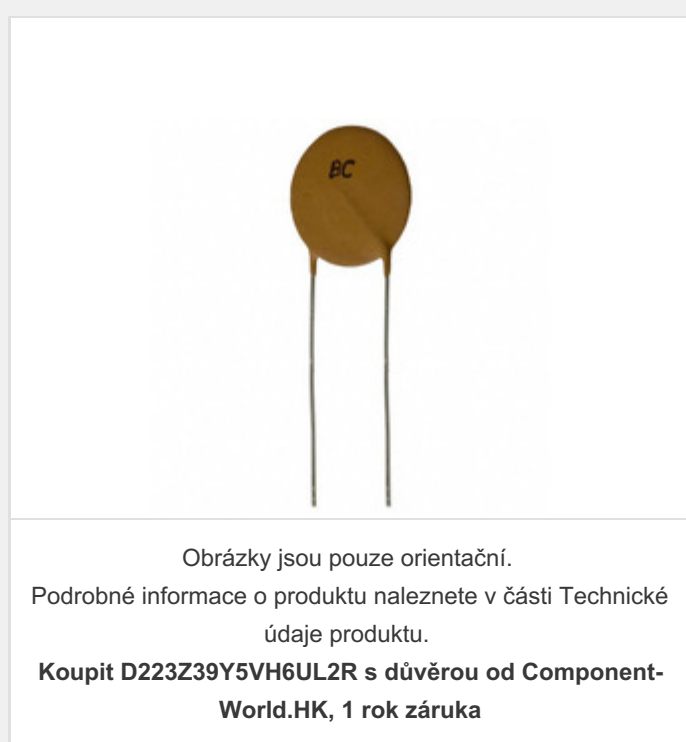 BC
Obrázky jsou pouze orientační.
Podrobné informace o produktu naleznete v části Technické
údaje produktu.
Koupit D223Z39Y5VH6UL2R s důvěrou od Component-
World.HK, 1 rok záruka